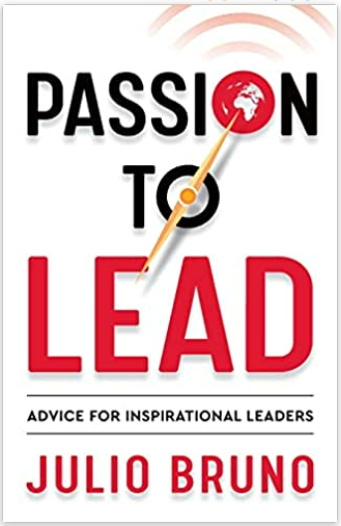 PASSION
TO
LEAD
ADVICE FOR INSPIRATIONAL LEADERS
JULIO BRUNO